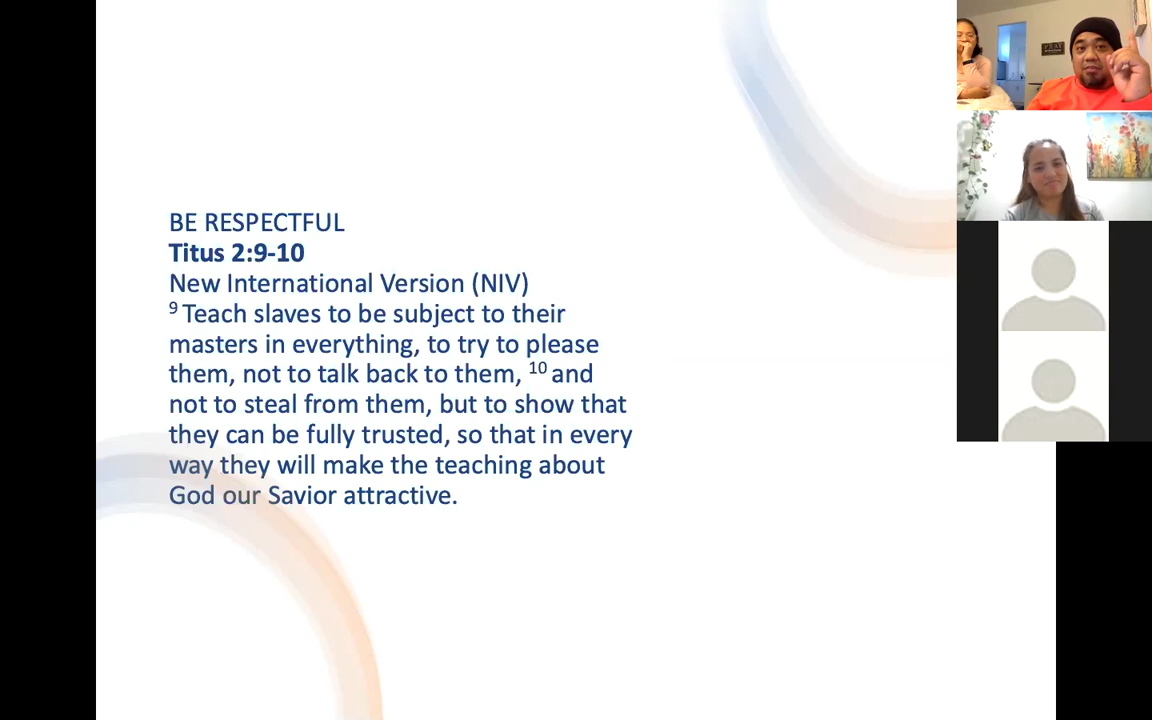 BE RESPECTFUL
Titus 2:9-10
New International Version (NIV)
9 Teach slaves to be subject to their
masters in everything, to try to please
them, not to talk back to them, 10 and
not to steal from them, but to show that
they can be fully trusted, so that in every
way they will make the teaching about
God our Savior attractive.
PRAY